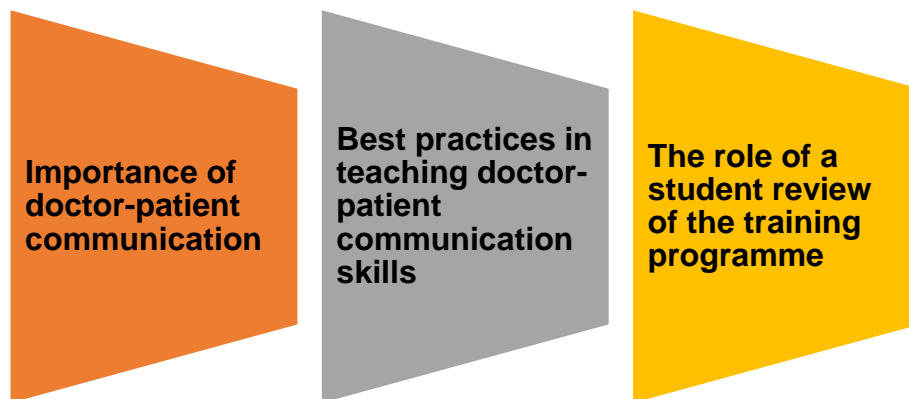 Importance of
doctor-patient
communication
Best practices in
teaching doctor-
patient
communication
skills
The role of a
student review
of the training
programme